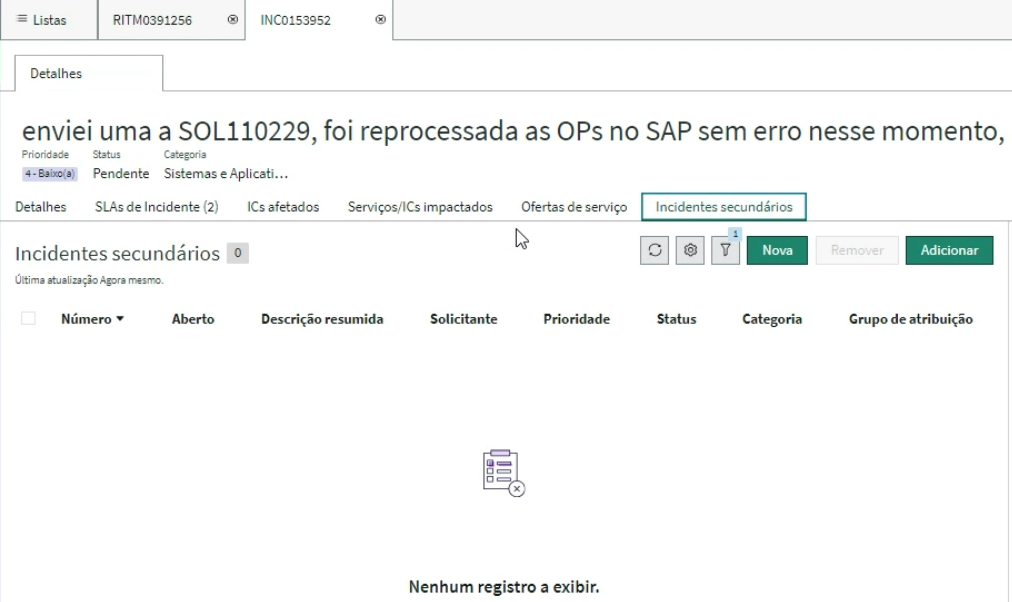 Listas
RITM0391256
INC0153952
Detalhes
enviei uma a SOL110229, foi reprocessada as OPs no SAP sem erro nesse momento,
Prioridade Status Categoria
4 - Baixo(a) Pendente Sistemas e Aplicati...
Detalhes SLAs de Incidente (2) ICs afetados Serviços/ICs impactados Ofertas de serviço Incidentes secundários
Incidentes secundários 0
1
Nova Remover Adicionar
Última atualização Agora mesmo.
Número Aberto Descrição resumida Solicitante Prioridade Status Categoria Grupo de atribuição
Nenhum registro a exibir.